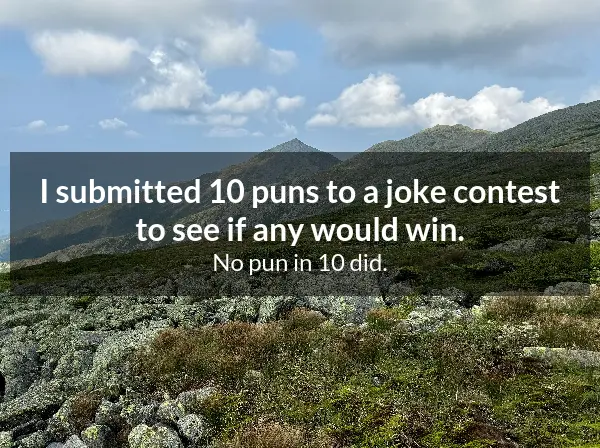 I submitted 10 puns to a joke contest
to see if any would win.
No pun in 10 did.